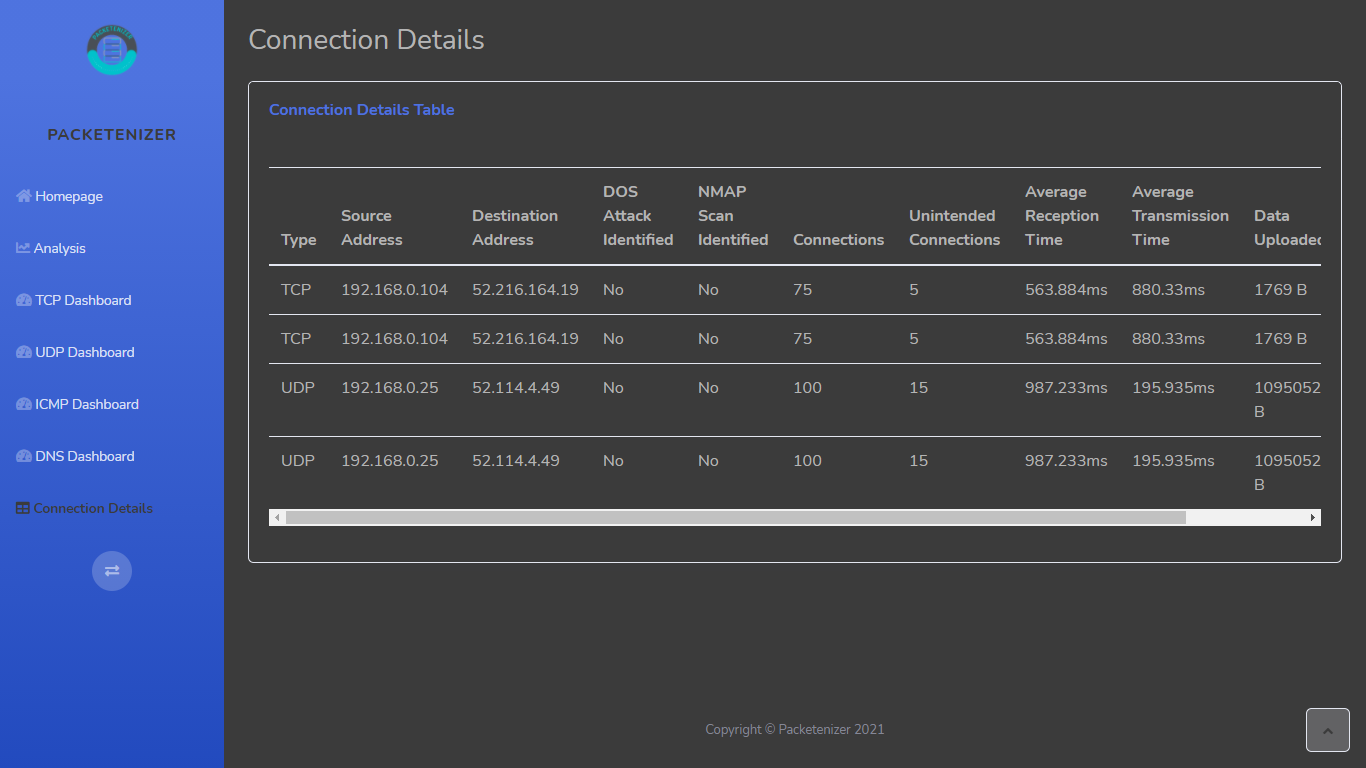 PACKETENIZER
PACKETENIZER
Homepage
Analysis
TCP Dashboard
UDP Dashboard
ICMP Dashboard
DNS Dashboard
Connection Details
Connection Details
Connection Details Table
Type Source Address Destination Address DOS Attack Identified NMAP Scan Identified Connections Unintended Connections Average Reception Time Average Transmission Time Data Uploaded
TCP 192.168.0.104 52.216.164.19 No No 75 5 563.884ms 880.33ms 1769 B
TCP 192.168.0.104 52.216.164.19 No No 75 5 563.884ms 880.33ms 1769 B
UDP 192.168.0.25 52.114.4.49 No No 100 15 987.233ms 195.935ms 1095052 B
UDP 192.168.0.25 52.114.4.49 No No 100 15 987.233ms 195.935ms 1095052 B
Copyright © Packetenizer 2021